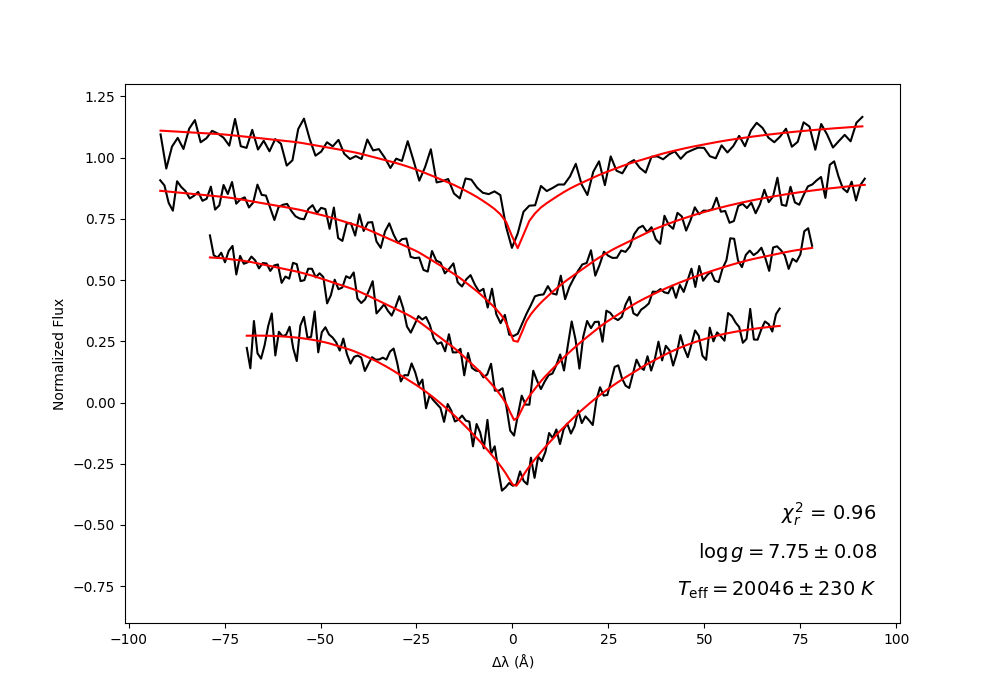 1.25
1.00
0.75
0.50
0.25
0.00
−0.25
−0.50
−0.75
Normalized Flux
χ_r^2 = 0.96
log g = 7.75 ± 0.08
T_eff = 20046 ± 230 K
−100 −75 −50 −25 0 25 50 75 100
Δλ (Å)